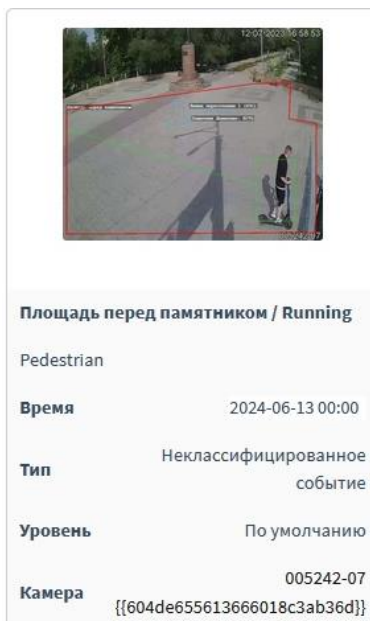 12-07-2023 16:58:53
Площадь перед памятником / Running
Pedestrian
Время
2024-06-13 00:00
Тип
Неклассифицированное
событие
Уровень
По умолчанию
Камера
005242-07
{{604de655613666018c3ab36d}}